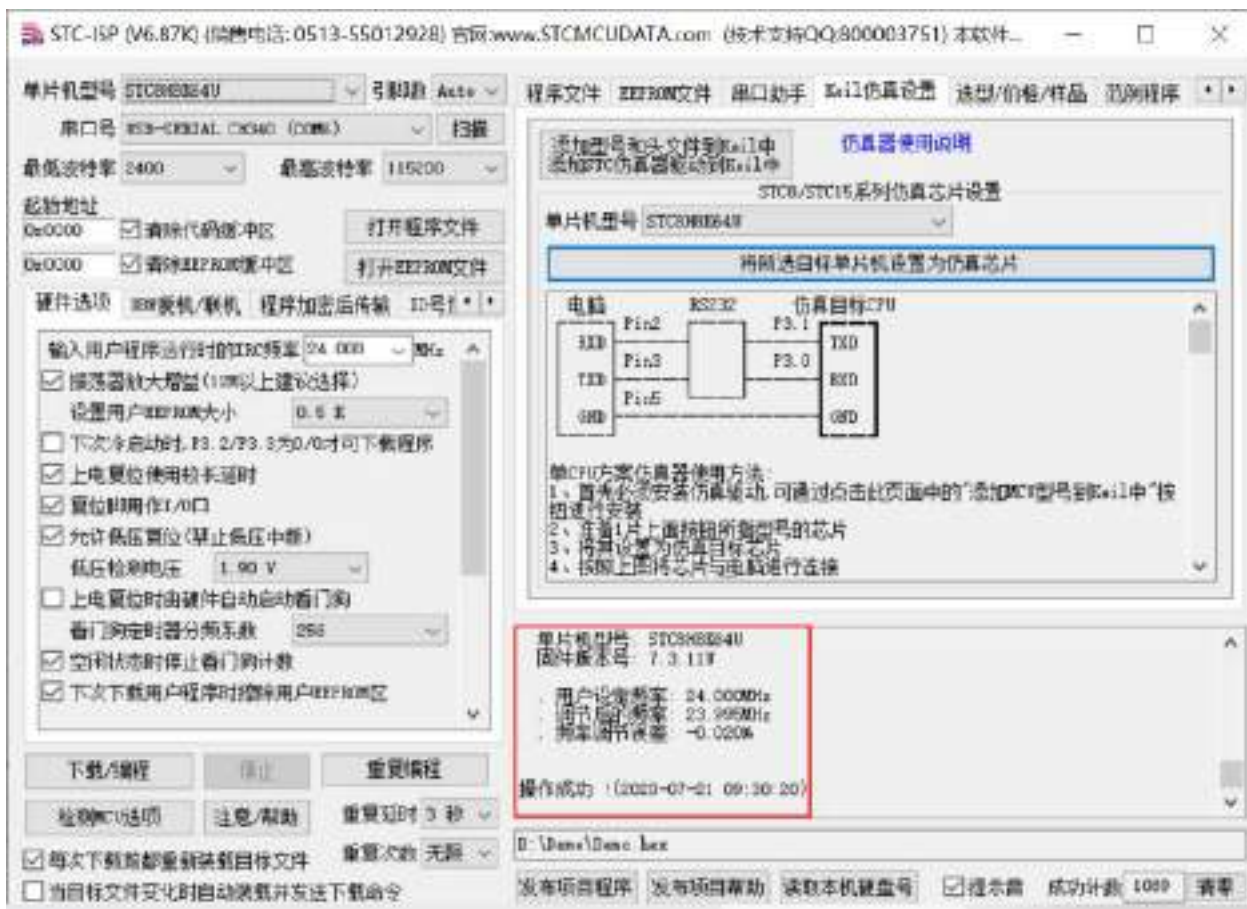 STC-ISP (V6.87K) (销售电话: 0513-55012928) 官网:www.STCMCUDATA.com (技术支持QQ:800003751) 本软件...
单片机型号 STC8H8K64U 引脚数 Auto
串口号 USB-SERIAL CH340 (COM6) 扫描
最低波特率 2400 最高波特率 115200
起始地址
0x0000 清除代码缓冲区 打开程序文件
0x0000 清除EEPROM缓冲区 打开EEPROM文件
硬件选项 脱机/联机 程序加密后传输 ID号
输入用户程序运行时的IRC频率 24.000 MHz
振荡器放大增益(12M以上建议选择)
设置用户EEPROM大小 0.5 K
下次冷启动时,P3.2/P3.3为0/0才可下载程序
上电复位使用较长延时
复位脚用作I/O口
允许低压复位(禁止低压中断)
低压检测电压 1.90 V
上电复位时由硬件自动启动看门狗
看门狗定时器分频系数 256
空闲状态时停止看门狗计数
下次下载用户程序时擦除用户EEPROM区
下载/编程 停止 重复编程
检测MCU选项 注意/帮助 重复延时 3 秒
重复次数 无限
每次下载前都重新装载目标文件
当目标文件变化时自动装载并发送下载命令
程序文件 EEPROM文件 串口助手 Keil仿真设置 选型/价格/样品 范例程序
添加型号和头文件到Keil中
添加STC仿真器驱动到Keil中
仿真器使用说明
STC8/STC15系列仿真芯片设置
单片机型号 STC8H8K64U
将所选目标单片机设置为仿真芯片
电脑 RS232 仿真目标CPU
RXD Pin2 P3.1 TXD
TXD Pin3 P3.0 RXD
GND Pin5 GND
单CPU方案仿真器使用方法:
1、首先必须安装仿真驱动,可通过点击此页面中的"添加MCU型号到Keil中"按
钮进行安装
2、准备1片上面按钮所指型号的芯片
3、将其设置为仿真目标芯片
4、按照上图将芯片与电脑进行连接
单片机型号: STC8H8K64U
固件版本号: 7.3.11U
. 用户设定频率: 24.000MHz
. 调节后的频率: 23.995MHz
. 频率调节误差: -0.020%
操作成功 !(2023-07-21 09:30:20)
D:\Demo\Demo.hex
发布项目程序 发布项目帮助 读取本机硬盘号 提示音 成功计数 1089 清零